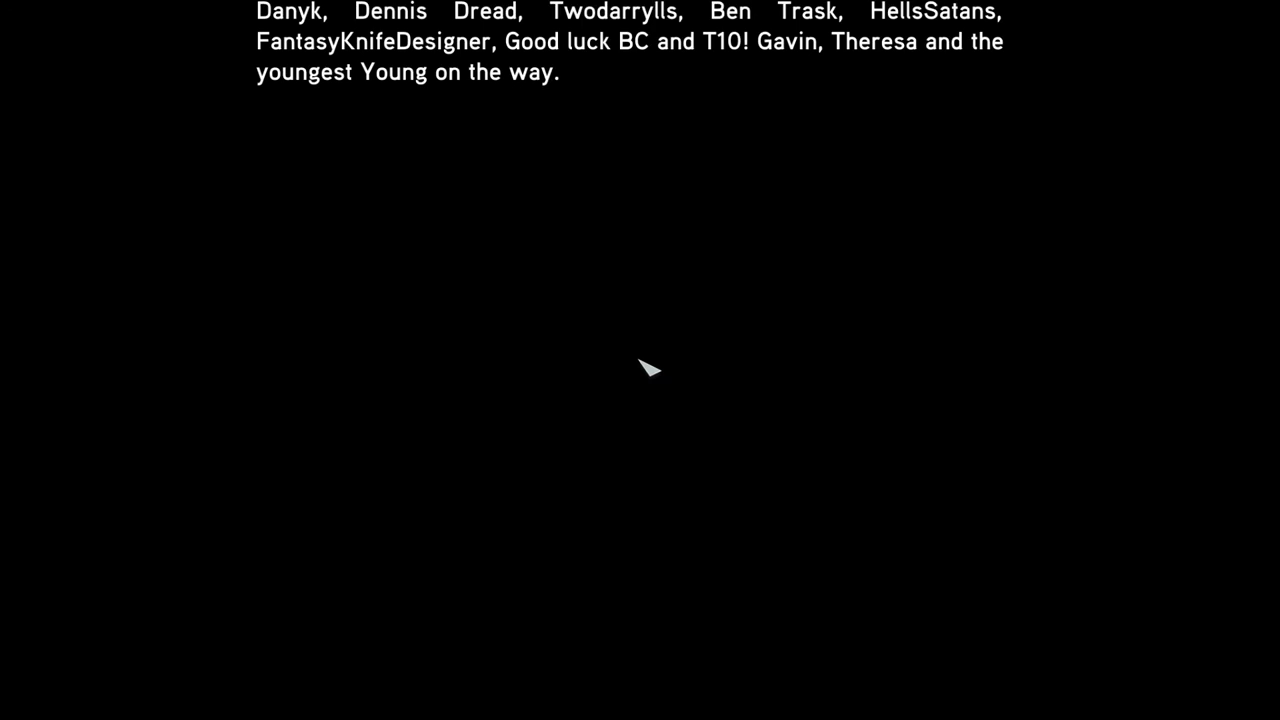 Danyk, Dennis Dread, Twodarrylls, Ben Trask, HellsSatans,
FantasyKnifeDesigner, Good luck BC and T10! Gavin, Theresa and the
youngest Young on the way.